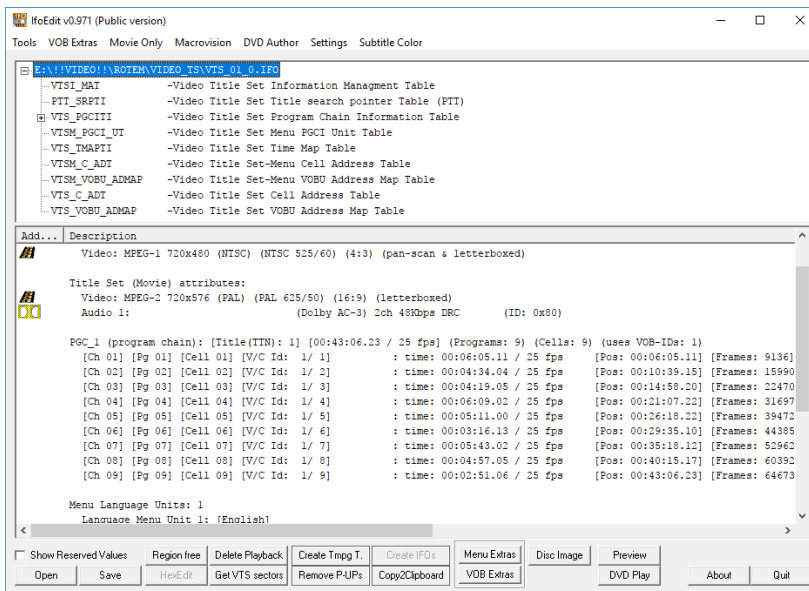 IfoEdit v0.971 (Public version)
Tools VOB Extras Movie Only Macrovision DVD Author Settings Subtitle Color
E:\!!VIDEO!!\ROTEM\VIDEO_TS\VTS_01_0.IFO
VTSI_MAT -Video Title Set Information Managment Table
PTT_SRPTI -Video Title Set Title search pointer Table (PTT)
VTS_PGCITI -Video Title Set Program Chain Information Table
VTSM_PGCI_UT -Video Title Set Menu PGCI Unit Table
VTS_TMAPTI -Video Title Set Time Map Table
VTSM_C_ADT -Video Title Set-Menu Cell Address Table
VTSM_VOBU_ADMAP -Video Title Set-Menu VOBU Address Map Table
VTS_C_ADT -Video Title Set Cell Address Table
VTS_VOBU_ADMAP -Video Title Set VOBU Address Map Table
Add... Description
Video: MPEG-1 720x480 (NTSC) (NTSC 525/60) (4:3) (pan-scan & letterboxed)
Title Set (Movie) attributes:
Video: MPEG-2 720x576 (PAL) (PAL 625/50) (16:9) (letterboxed)
Audio 1: (Dolby AC-3) 2ch 48Kbps DRC (ID: 0x80)
PGC_1 (program chain): [Title(TTN): 1] [00:43:06.23 / 25 fps] (Programs: 9) (Cells: 9) (uses VOB-IDs: 1)
[Ch 01] [Pg 01] [Cell 01] [V/C Id: 1/ 1] : time: 00:06:05.11 / 25 fps [Pos: 00:06:05.11] [Frames: 9136]
[Ch 02] [Pg 02] [Cell 02] [V/C Id: 1/ 2] : time: 00:04:34.04 / 25 fps [Pos: 00:10:39.15] [Frames: 15990
[Ch 03] [Pg 03] [Cell 03] [V/C Id: 1/ 3] : time: 00:04:19.05 / 25 fps [Pos: 00:14:58.20] [Frames: 22470
[Ch 04] [Pg 04] [Cell 04] [V/C Id: 1/ 4] : time: 00:06:09.02 / 25 fps [Pos: 00:21:07.22] [Frames: 31697
[Ch 05] [Pg 05] [Cell 05] [V/C Id: 1/ 5] : time: 00:05:11.00 / 25 fps [Pos: 00:26:18.22] [Frames: 39472
[Ch 06] [Pg 06] [Cell 06] [V/C Id: 1/ 6] : time: 00:03:16.13 / 25 fps [Pos: 00:29:35.10] [Frames: 44385
[Ch 07] [Pg 07] [Cell 07] [V/C Id: 1/ 7] : time: 00:05:43.02 / 25 fps [Pos: 00:35:18.12] [Frames: 52962
[Ch 08] [Pg 08] [Cell 08] [V/C Id: 1/ 8] : time: 00:04:57.05 / 25 fps [Pos: 00:40:15.17] [Frames: 60392
[Ch 09] [Pg 09] [Cell 09] [V/C Id: 1/ 9] : time: 00:02:51.06 / 25 fps [Pos: 00:43:06.23] [Frames: 64673
Menu Language Units: 1
Language Menu Unit 1: [English]
Show Reserved Values Region free Delete Playback Create Tmpg T. Create IFOs Menu Extras Disc Image Preview
Open Save HexEdit Get VTS sectors Remove P-UPs Copy2Clipboard VOB Extras DVD Play About Quit